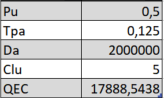 Pu 0,5
Tpa 0,125
Da 2000000
Clu 5
QEC 17888,5438